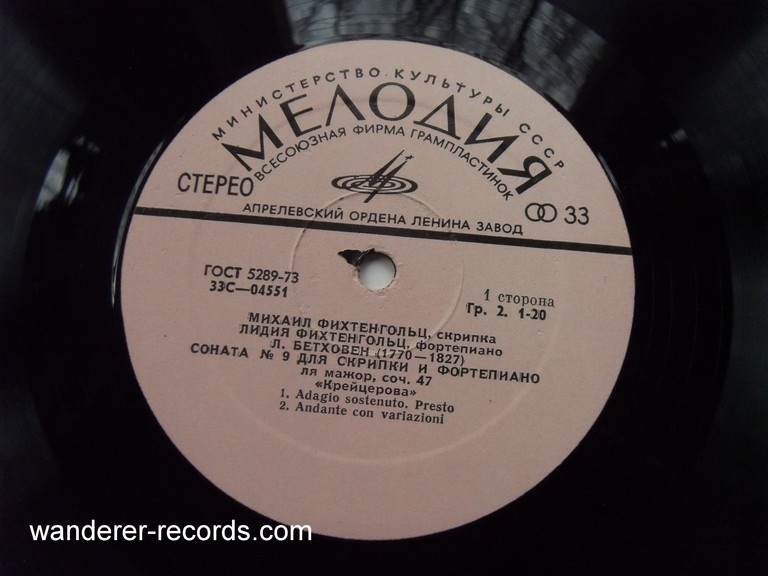 МИНИСТЕРСТВО КУЛЬТУРЫ СССР
МЕЛОДИЯ
ВСЕСОЮЗНАЯ ФИРМА ГРАМПЛАСТИНОК
СТЕРЕО
33
АПРЕЛЕВСКИЙ ОРДЕНА ЛЕНИНА ЗАВОД
ГОСТ 5289-73
33С—04551
1 сторона
Гр. 2. 1-20
МИХАИЛ ФИХТЕНГОЛЬЦ, скрипка
ЛИДИЯ ФИХТЕНГОЛЬЦ, фортепиано
Л. БЕТХОВЕН (1770—1827)
СОНАТА № 9 ДЛЯ СКРИПКИ И ФОРТЕПИАНО
ля мажор, соч. 47
«Крейцерова»
1. Adagio sostenuto. Presto
2. Andante con variazioni
wanderer-records.com